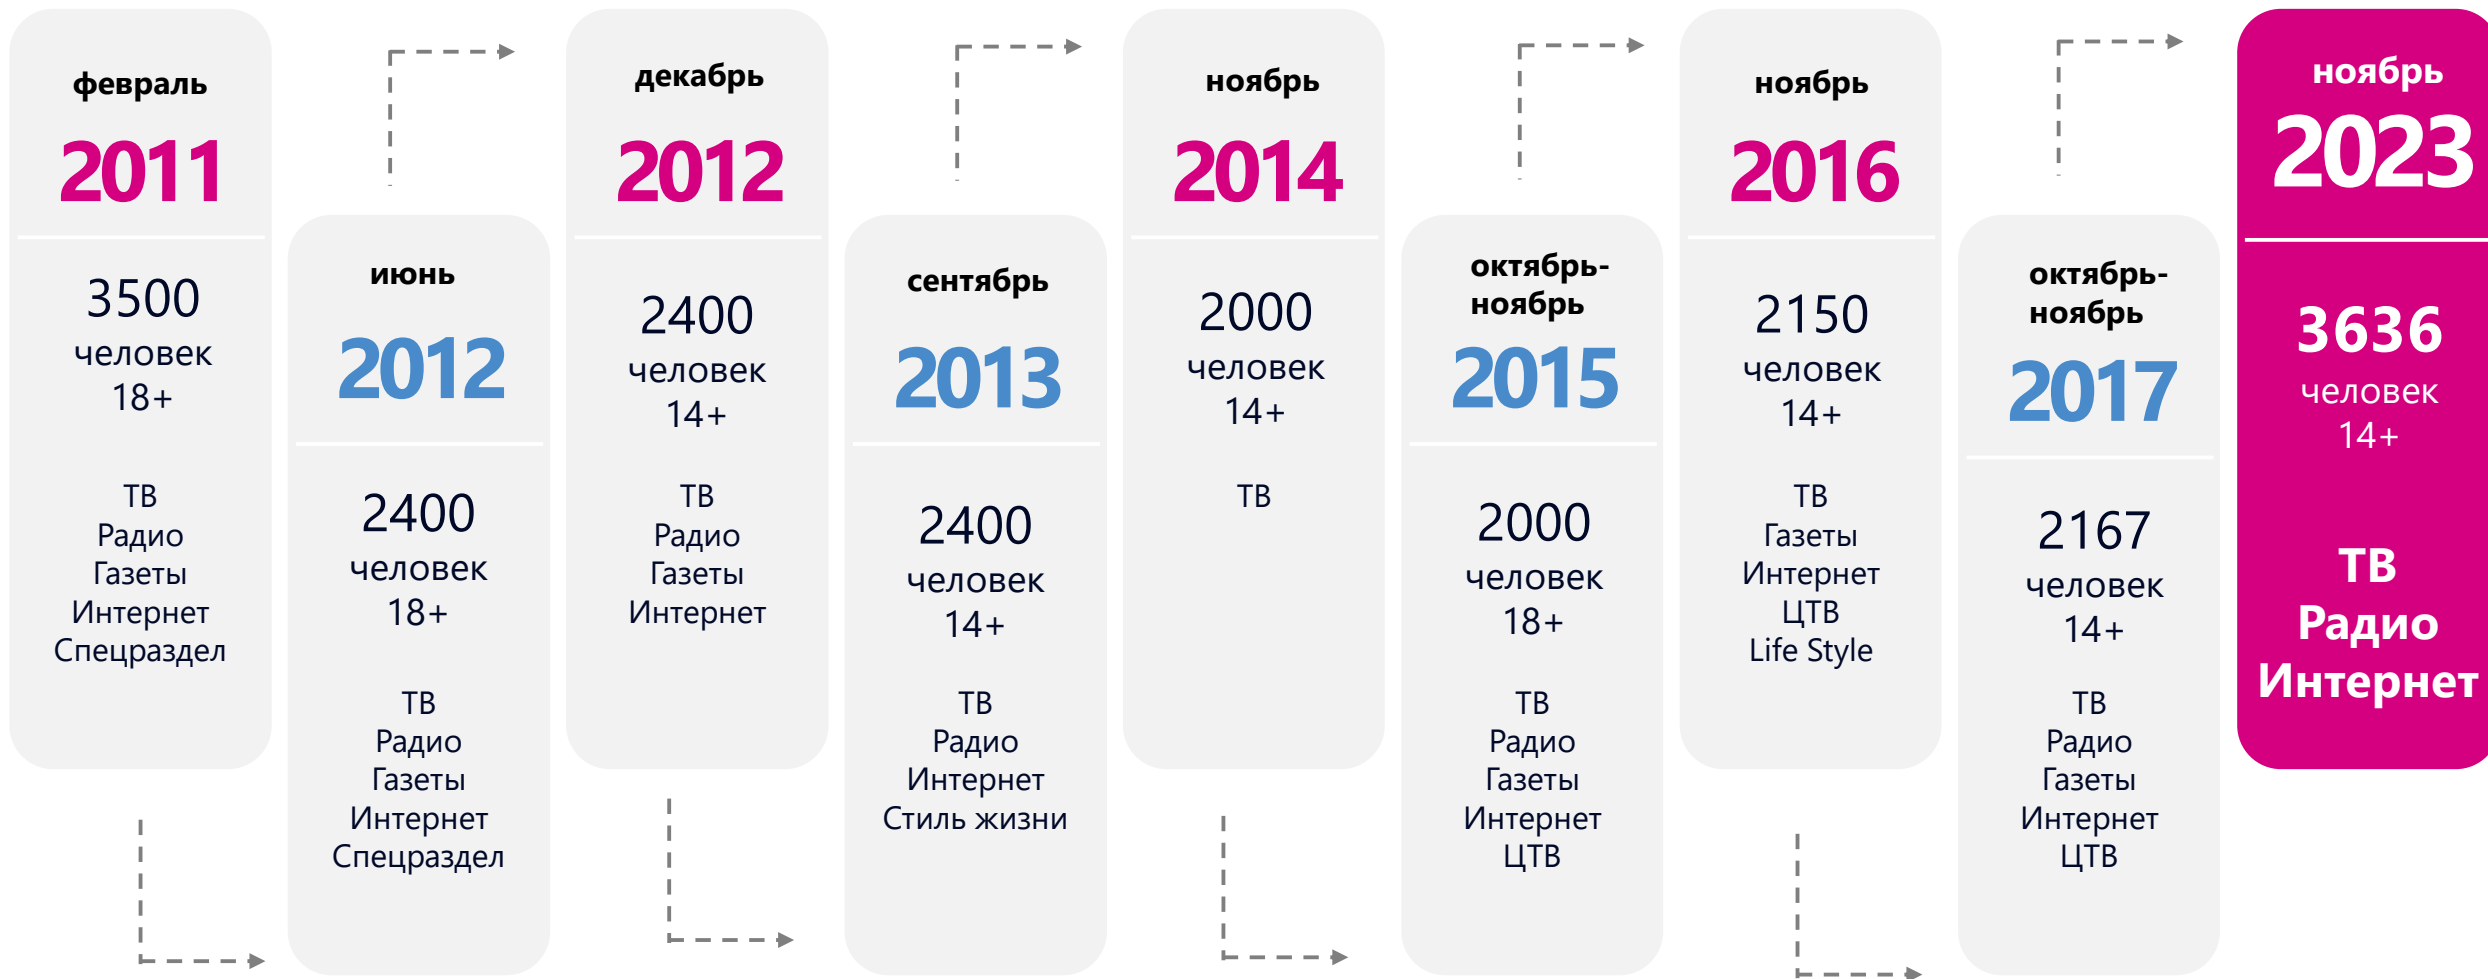 февраль
2011
3500
человек
18+
ТВ
Радио
Газеты
Интернет
Спецраздел
июнь
2012
2400
человек
18+
ТВ
Радио
Газеты
Интернет
Спецраздел
декабрь
2012
2400
человек
14+
ТВ
Радио
Газеты
Интернет
сентябрь
2013
2400
человек
14+
ТВ
Радио
Интернет
Стиль жизни
ноябрь
2014
2000
человек
14+
ТВ
октябрь-
ноябрь
2015
2000
человек
18+
ТВ
Радио
Газеты
Интернет
ЦТВ
ноябрь
2016
2150
человек
14+
ТВ
Газеты
Интернет
ЦТВ
Life Style
октябрь-
ноябрь
2017
2167
человек
14+
ТВ
Радио
Газеты
Интернет
ЦТВ
ноябрь
2023
3636
человек
14+
ТВ
Радио
Интернет